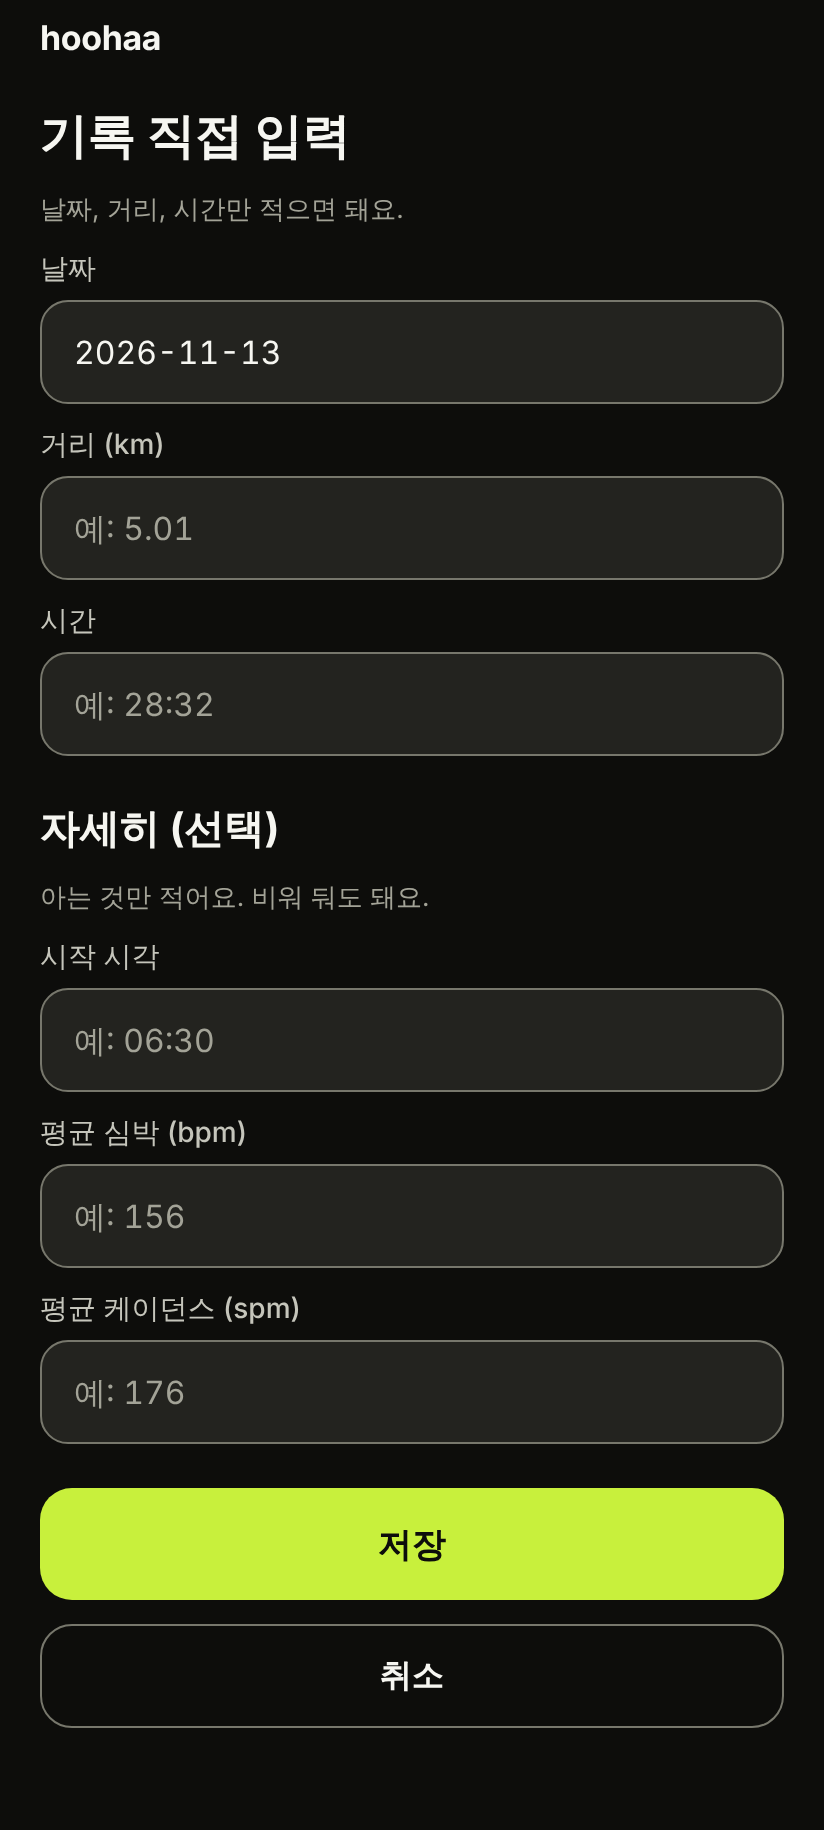 hoohaa
기록 직접 입력
날짜, 거리, 시간만 적으면 돼요.
날짜
2026-11-13
거리 (km)
예: 5.01
시간
예: 28:32
자세히 (선택)
아는 것만 적어요. 비워 둬도 돼요.
시작 시각
예: 06:30
평균 심박 (bpm)
예: 156
평균 케이던스 (spm)
예: 176
저장
취소